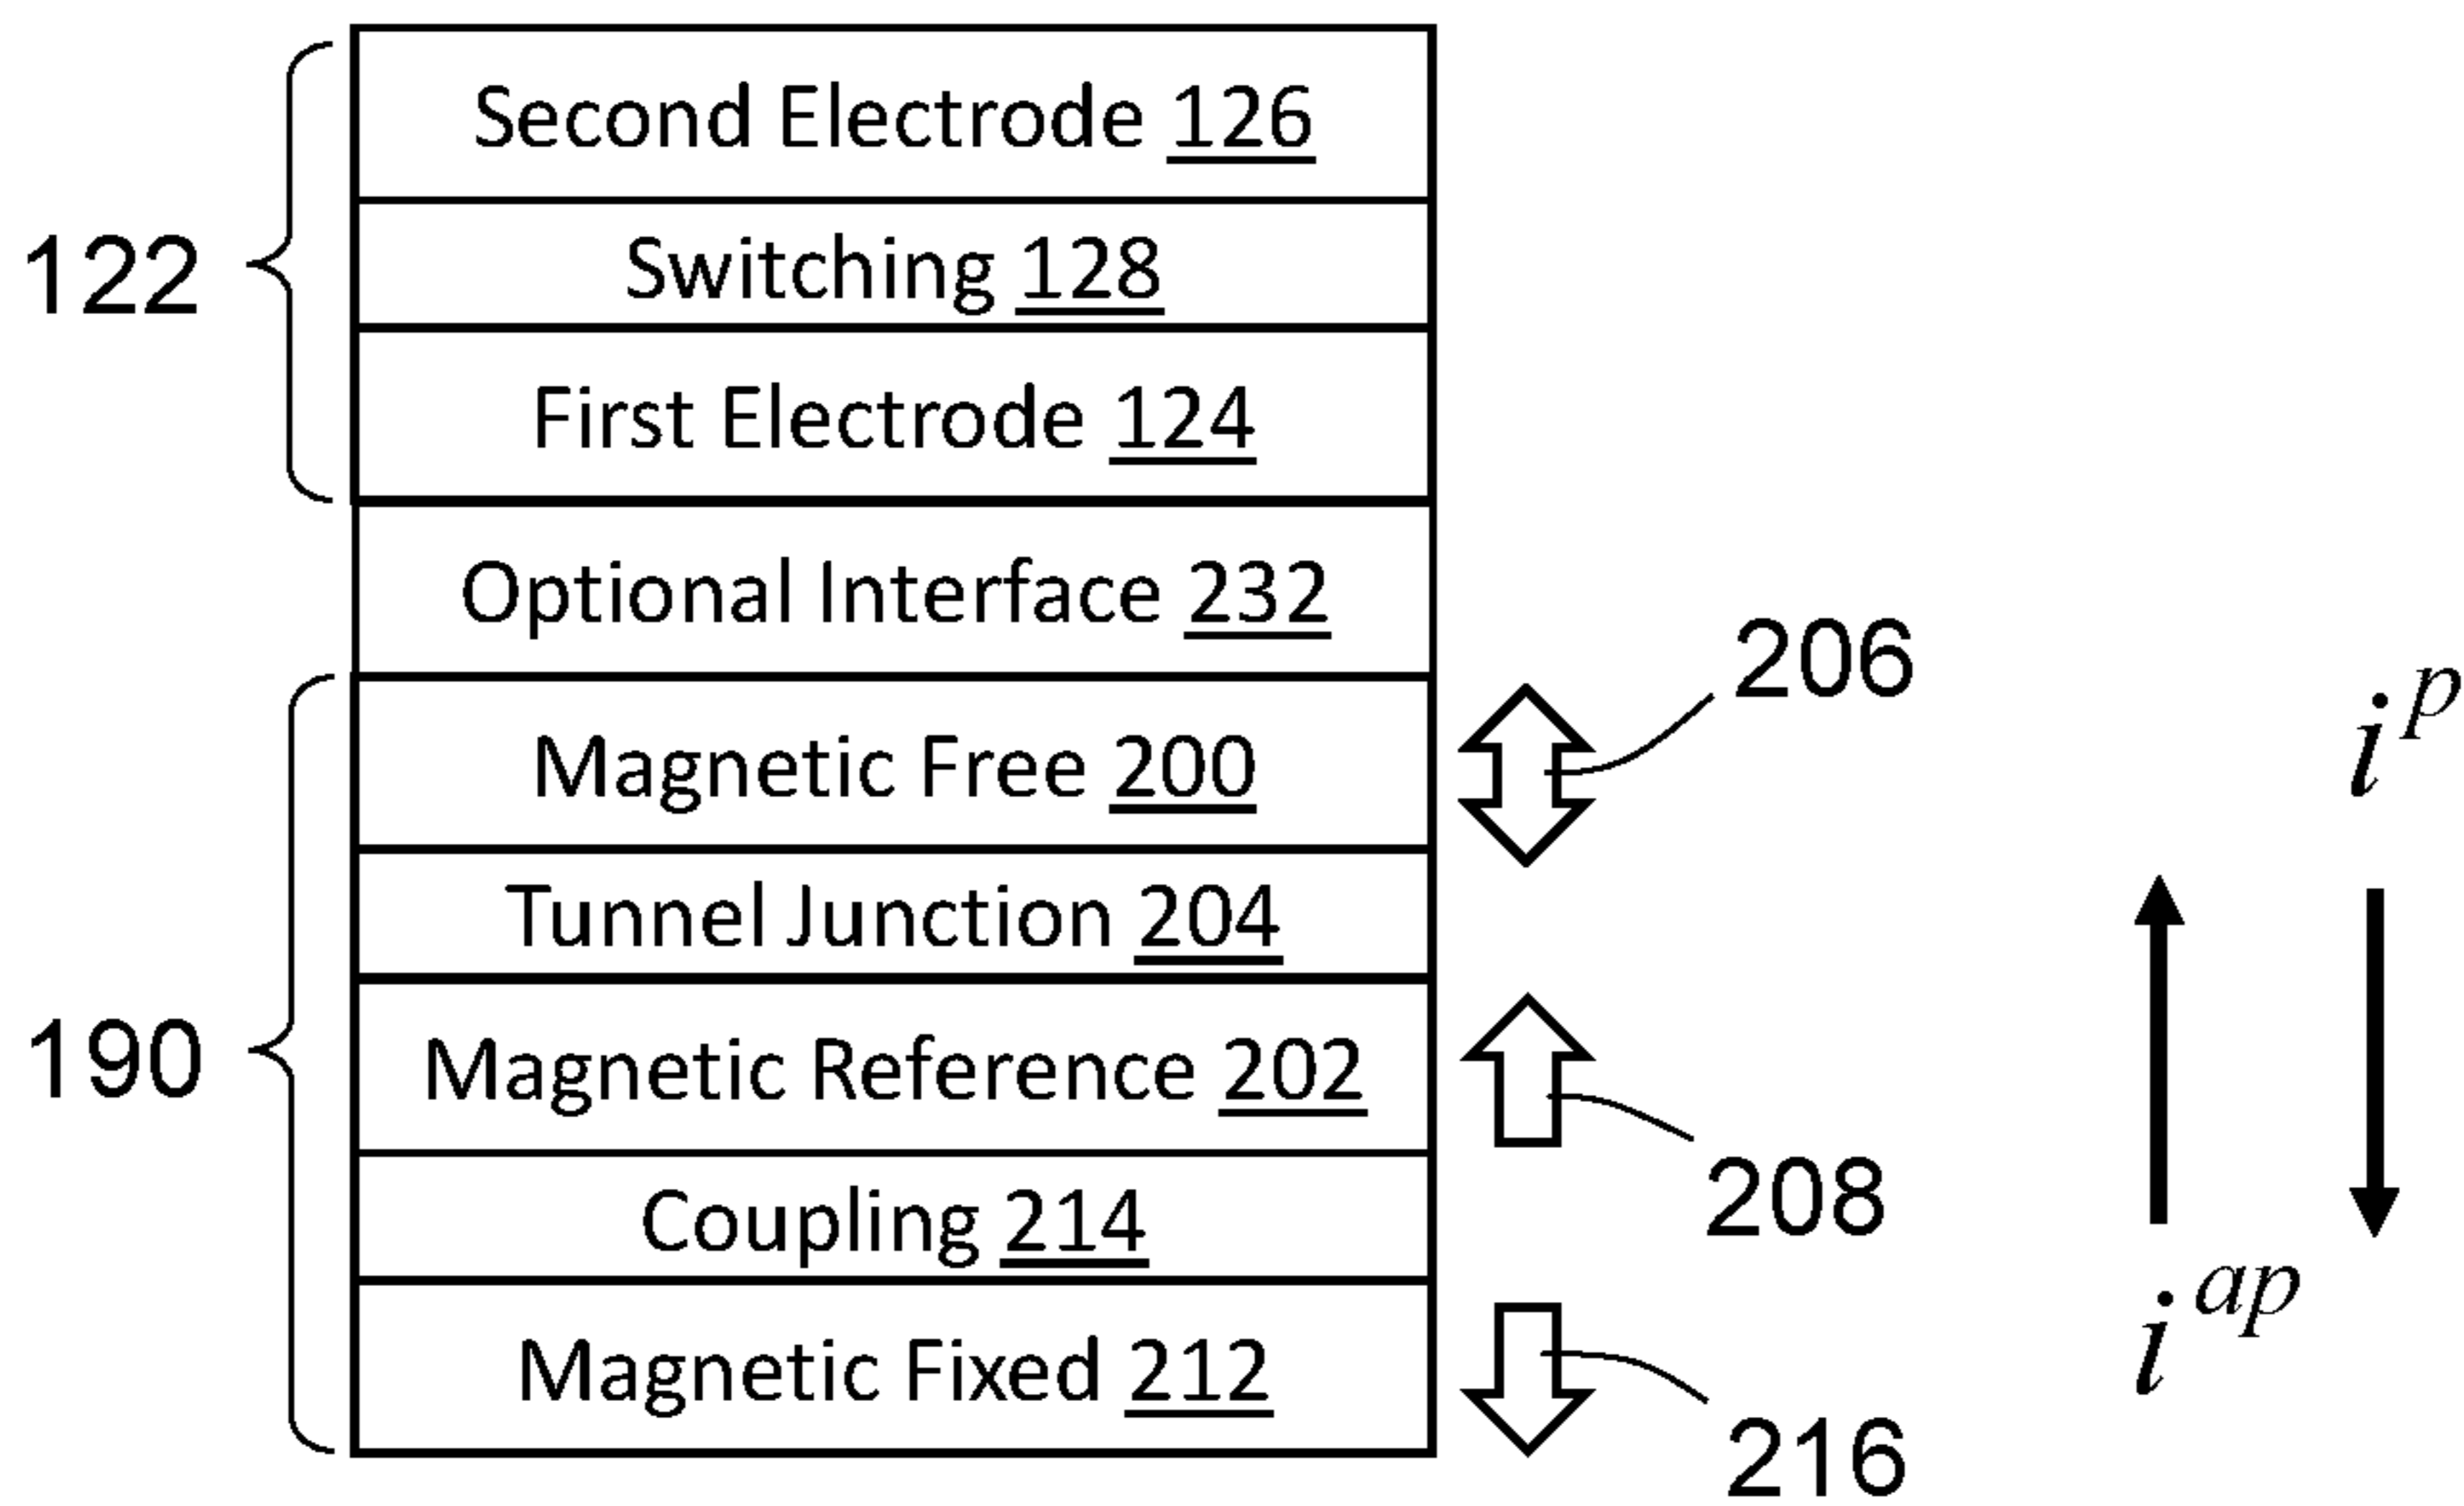 Second Electrode 126
122
Switching 128
First Electrode 124
Optional Interface 232
206
i^p
Magnetic Free 200
Tunnel Junction 204
190
Magnetic Reference 202
208
Coupling 214
i^ap
Magnetic Fixed 212
216